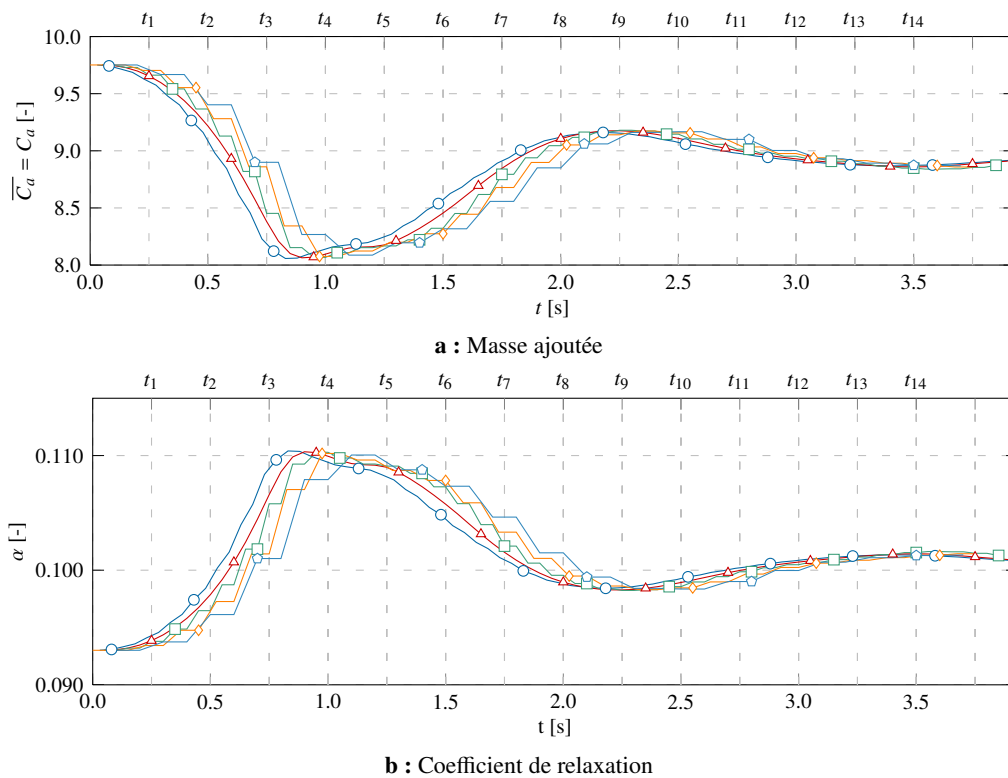 t₁ t₂ t₃ t₄ t₅ t₆ t₇ t₈ t₉ t₁₀ t₁₁ t₁₂ t₁₃ t₁₄
10.0
9.5
9.0
8.5
8.0
C̅ₐ̅ = Cₐ [-]
0.0 0.5 1.0 1.5 2.0 2.5 3.0 3.5
t [s]
a : Masse ajoutée
t₁ t₂ t₃ t₄ t₅ t₆ t₇ t₈ t₉ t₁₀ t₁₁ t₁₂ t₁₃ t₁₄
0.110
0.100
0.090
α [-]
0.0 0.5 1.0 1.5 2.0 2.5 3.0 3.5
t [s]
b : Coefficient de relaxation